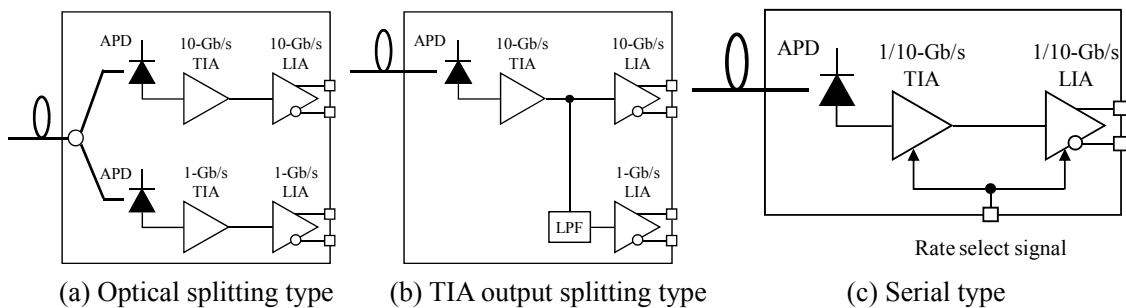 APD
10-Gb/s
TIA
10-Gb/s
LIA
APD
1-Gb/s
TIA
1-Gb/s
LIA
(a) Optical splitting type
APD
10-Gb/s
TIA
10-Gb/s
LIA
1-Gb/s
LIA
LPF
(b) TIA output splitting type
APD
1/10-Gb/s
TIA
1/10-Gb/s
LIA
Rate select signal
(c) Serial type